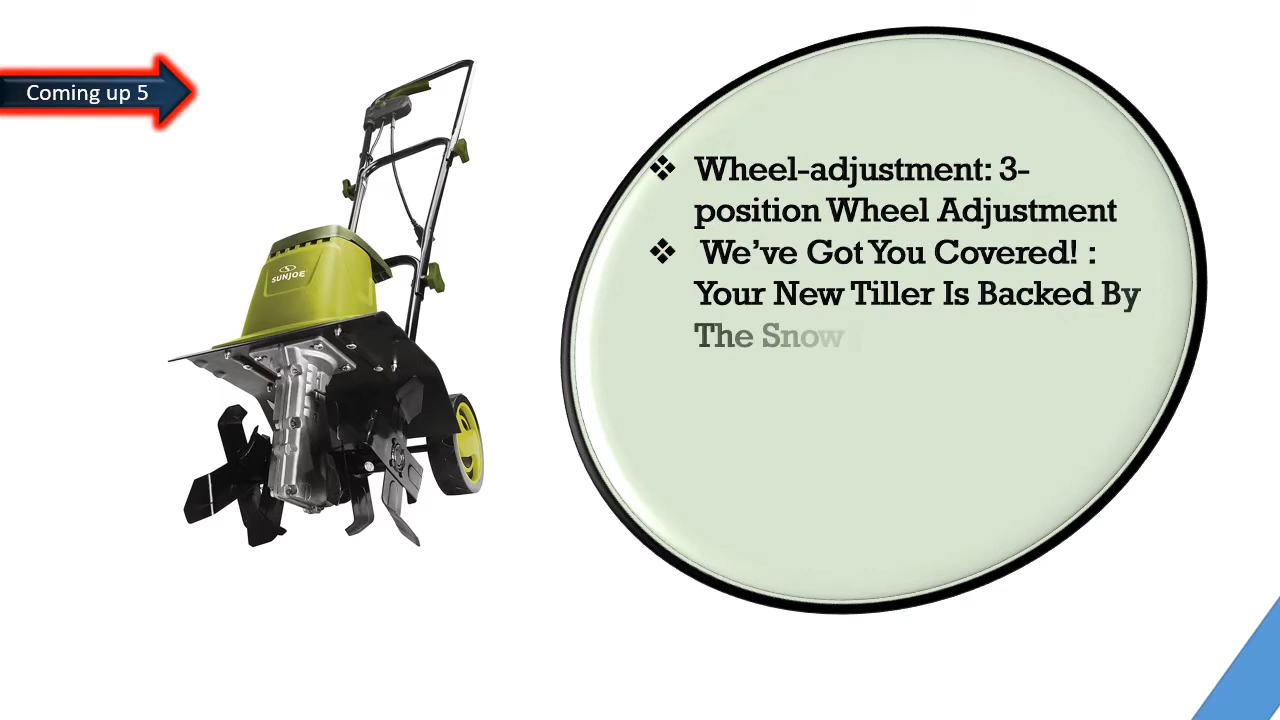 Coming up 5
SUNJOE
❖ Wheel-adjustment: 3-
position Wheel Adjustment
❖ We’ve Got You Covered! :
Your New Tiller Is Backed By
The Snow